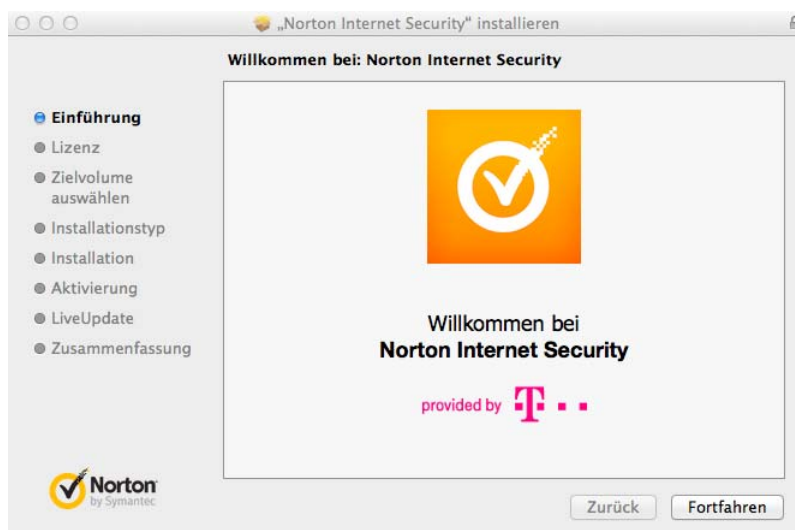 „Norton Internet Security“ installieren
Willkommen bei: Norton Internet Security
Einführung
Lizenz
Zielvolume
auswählen
Installationstyp
Installation
Aktivierung
LiveUpdate
Zusammenfassung
Willkommen bei
Norton Internet Security
provided by T
Norton
by Symantec
Zurück
Fortfahren